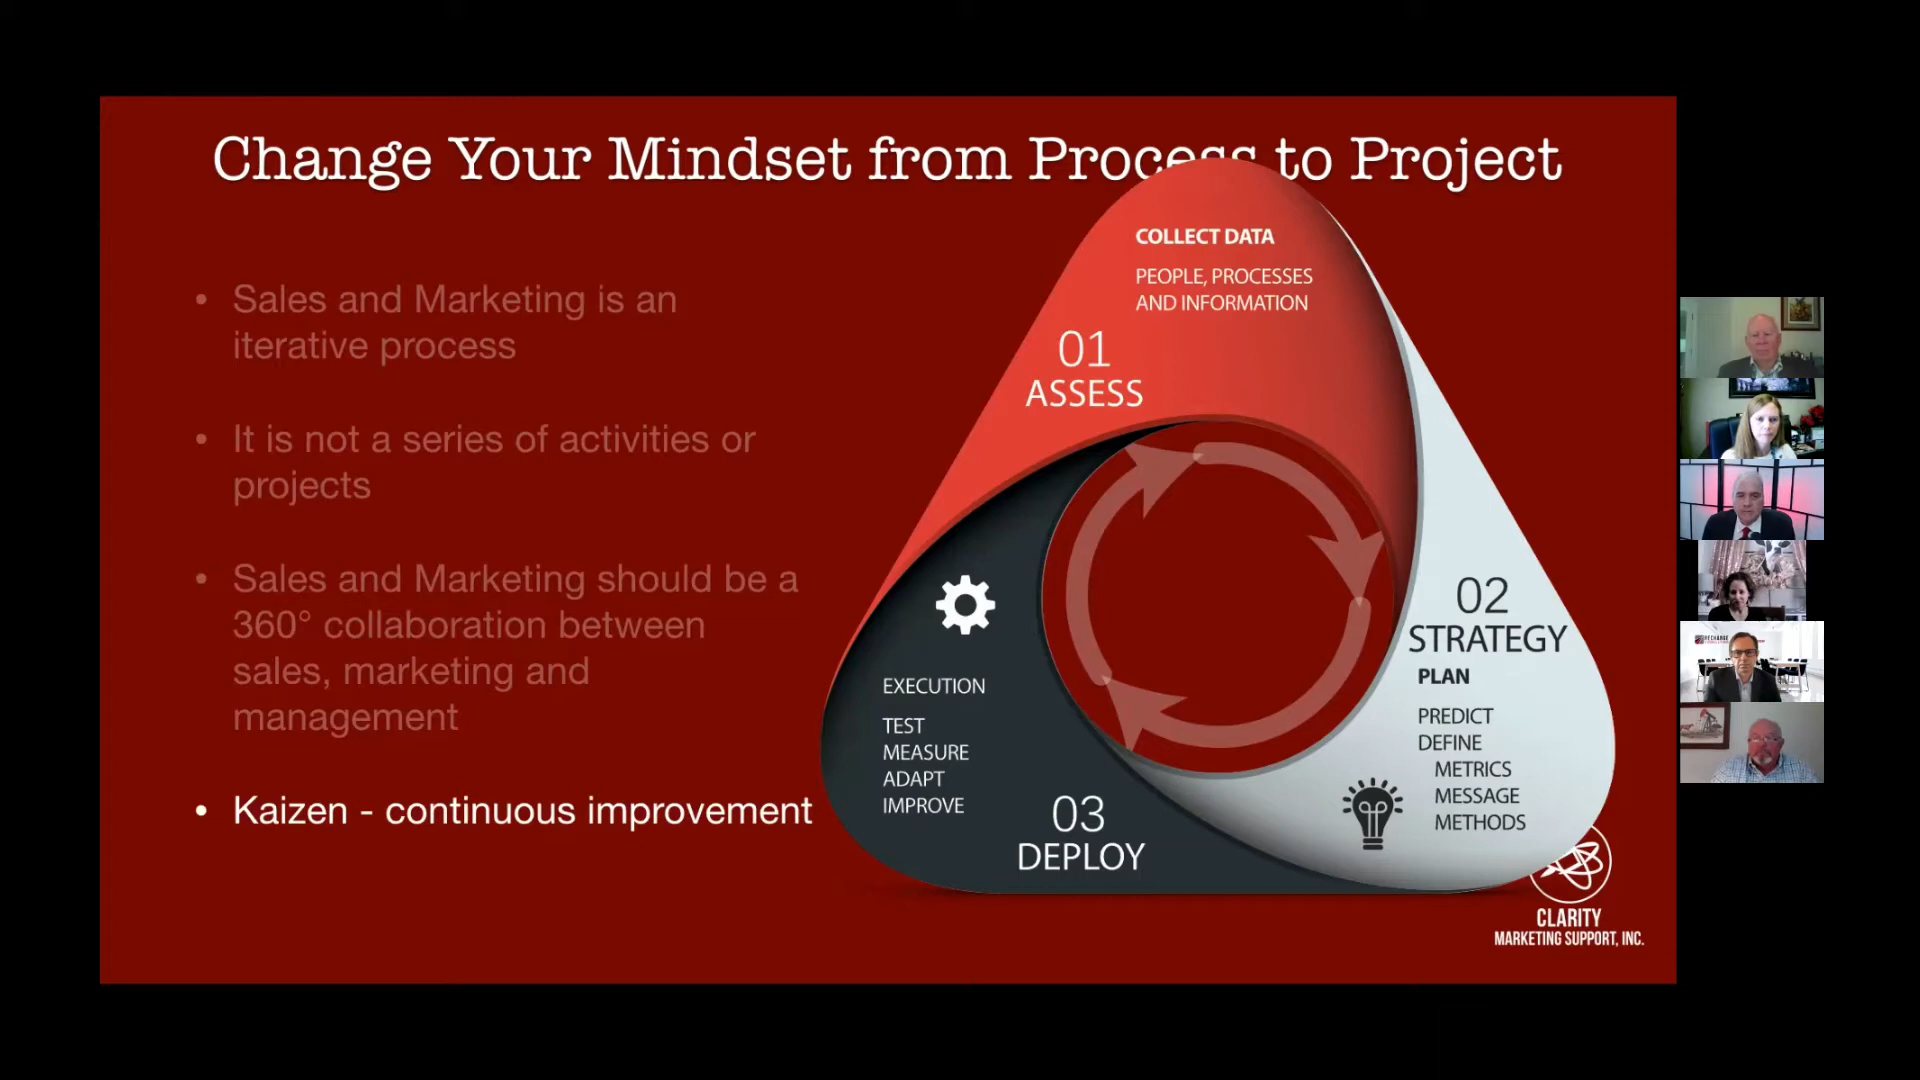 Change Your Mindset from Process to Project
• Sales and Marketing is an
iterative process
• It is not a series of activities or
projects
• Sales and Marketing should be a
360° collaboration between
sales, marketing and
management
• Kaizen - continuous improvement
COLLECT DATA
PEOPLE, PROCESSES
AND INFORMATION
01
ASSESS
02
STRATEGY
PLAN
PREDICT
DEFINE
METRICS
MESSAGE
METHODS
EXECUTION
TEST
MEASURE
ADAPT
IMPROVE
03
DEPLOY
CLARITY
MARKETING SUPPORT, INC.